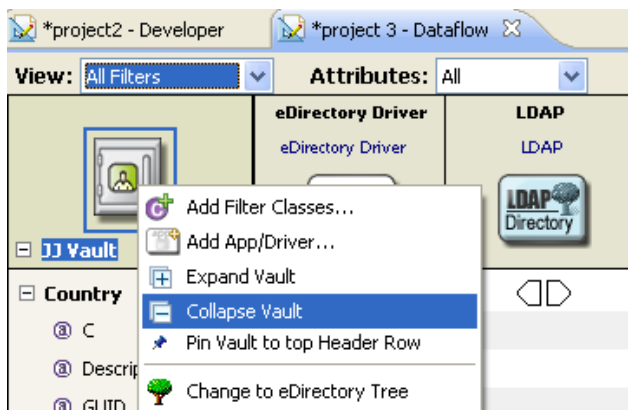 *project2 - Developer
*project 3 - Dataflow
View: All Filters Attributes: All
eDirectory Driver LDAP
eDirectory Driver LDAP
LDAP
Directory
JJ Vault
Add Filter Classes...
Add App/Driver...
Expand Vault
Collapse Vault
Pin Vault to top Header Row
Change to eDirectory Tree
Country
C
Descrip
GUID